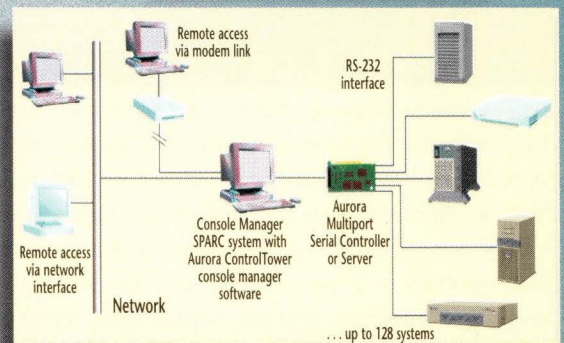 Remote access
via modem link
RS-232
interface
Console Manager
SPARC system with
Aurora ControlTower
console manager
software
Aurora
Multiport
Serial Controller
or Server
Remote access
via network
interface
Network
... up to 128 systems